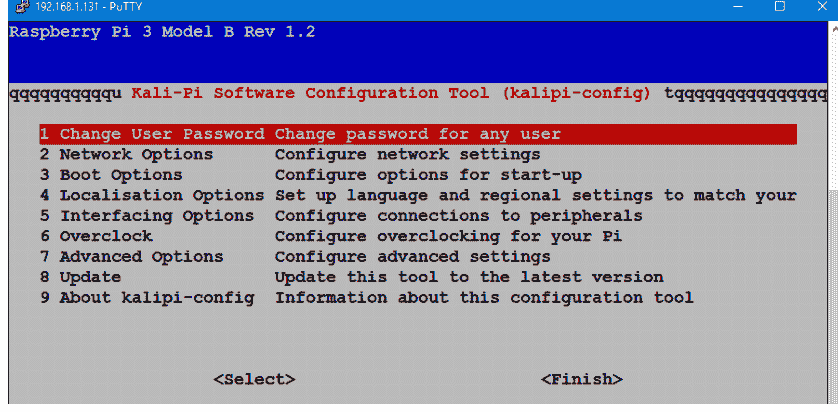 192.168.1.131 - PuTTY
Raspberry Pi 3 Model B Rev 1.2
qqqqqqqqqqu Kali-Pi Software Configuration Tool (kalipi-config) tqqqqqqqqqqqqqqq
1 Change User Password Change password for any user
2 Network Options Configure network settings
3 Boot Options Configure options for start-up
4 Localisation Options Set up language and regional settings to match your
5 Interfacing Options Configure connections to peripherals
6 Overclock Configure overclocking for your Pi
7 Advanced Options Configure advanced settings
8 Update Update this tool to the latest version
9 About kalipi-config Information about this configuration tool
<Select> <Finish>